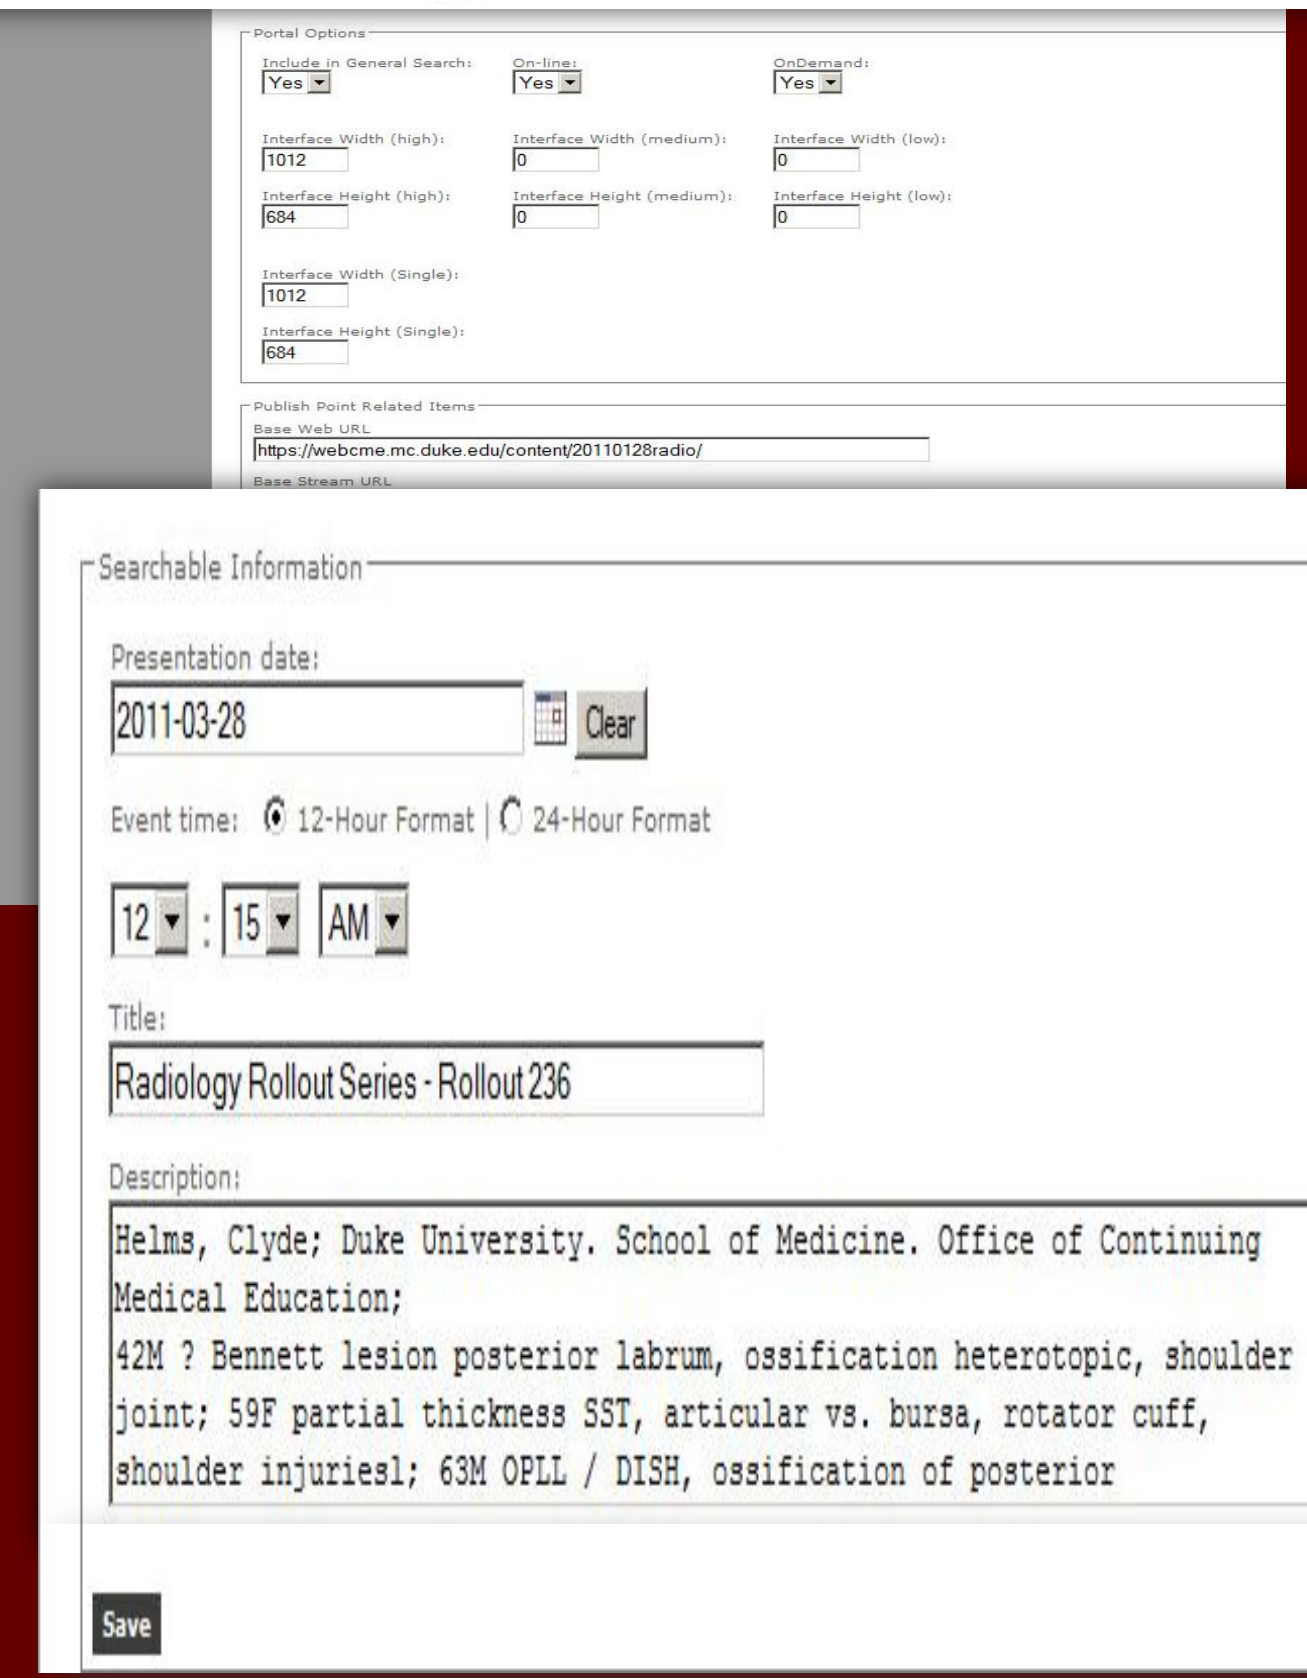 Portal Options
Include in General Search: On-line: OnDemand:
Yes Yes Yes
Interface Width (high): Interface Width (medium): Interface Width (low):
1012 0 0
Interface Height (high): Interface Height (medium): Interface Height (low):
684 0 0
Interface Width (Single):
1012
Interface Height (Single):
684
Publish Point Related Items
Base Web URL
https://webcme.mc.duke.edu/content/20110128radio/
Base Stream URL
Searchable Information
Presentation date:
2011-03-28 Clear
Event time: 12-Hour Format | 24-Hour Format
12 : 15 AM
Title:
Radiology Rollout Series - Rollout 236
Description:
Helms, Clyde; Duke University. School of Medicine. Office of Continuing
Medical Education;
42M ? Bennett lesion posterior labrum, ossification heterotopic, shoulder
joint; 59F partial thickness SST, articular vs. bursa, rotator cuff,
shoulder injuriesl; 63M OPLL / DISH, ossification of posterior
Save